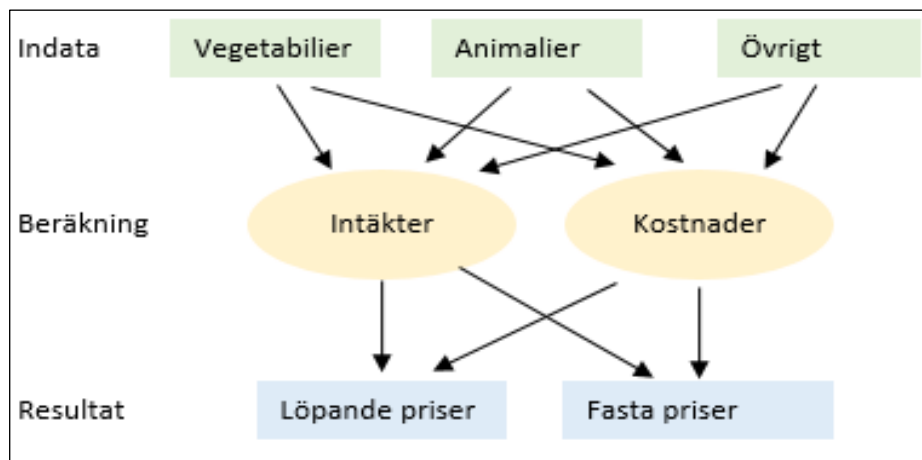 Indata Vegetabilier Animalier Övrigt
Beräkning Intäkter Kostnader
Resultat Löpande priser Fasta priser